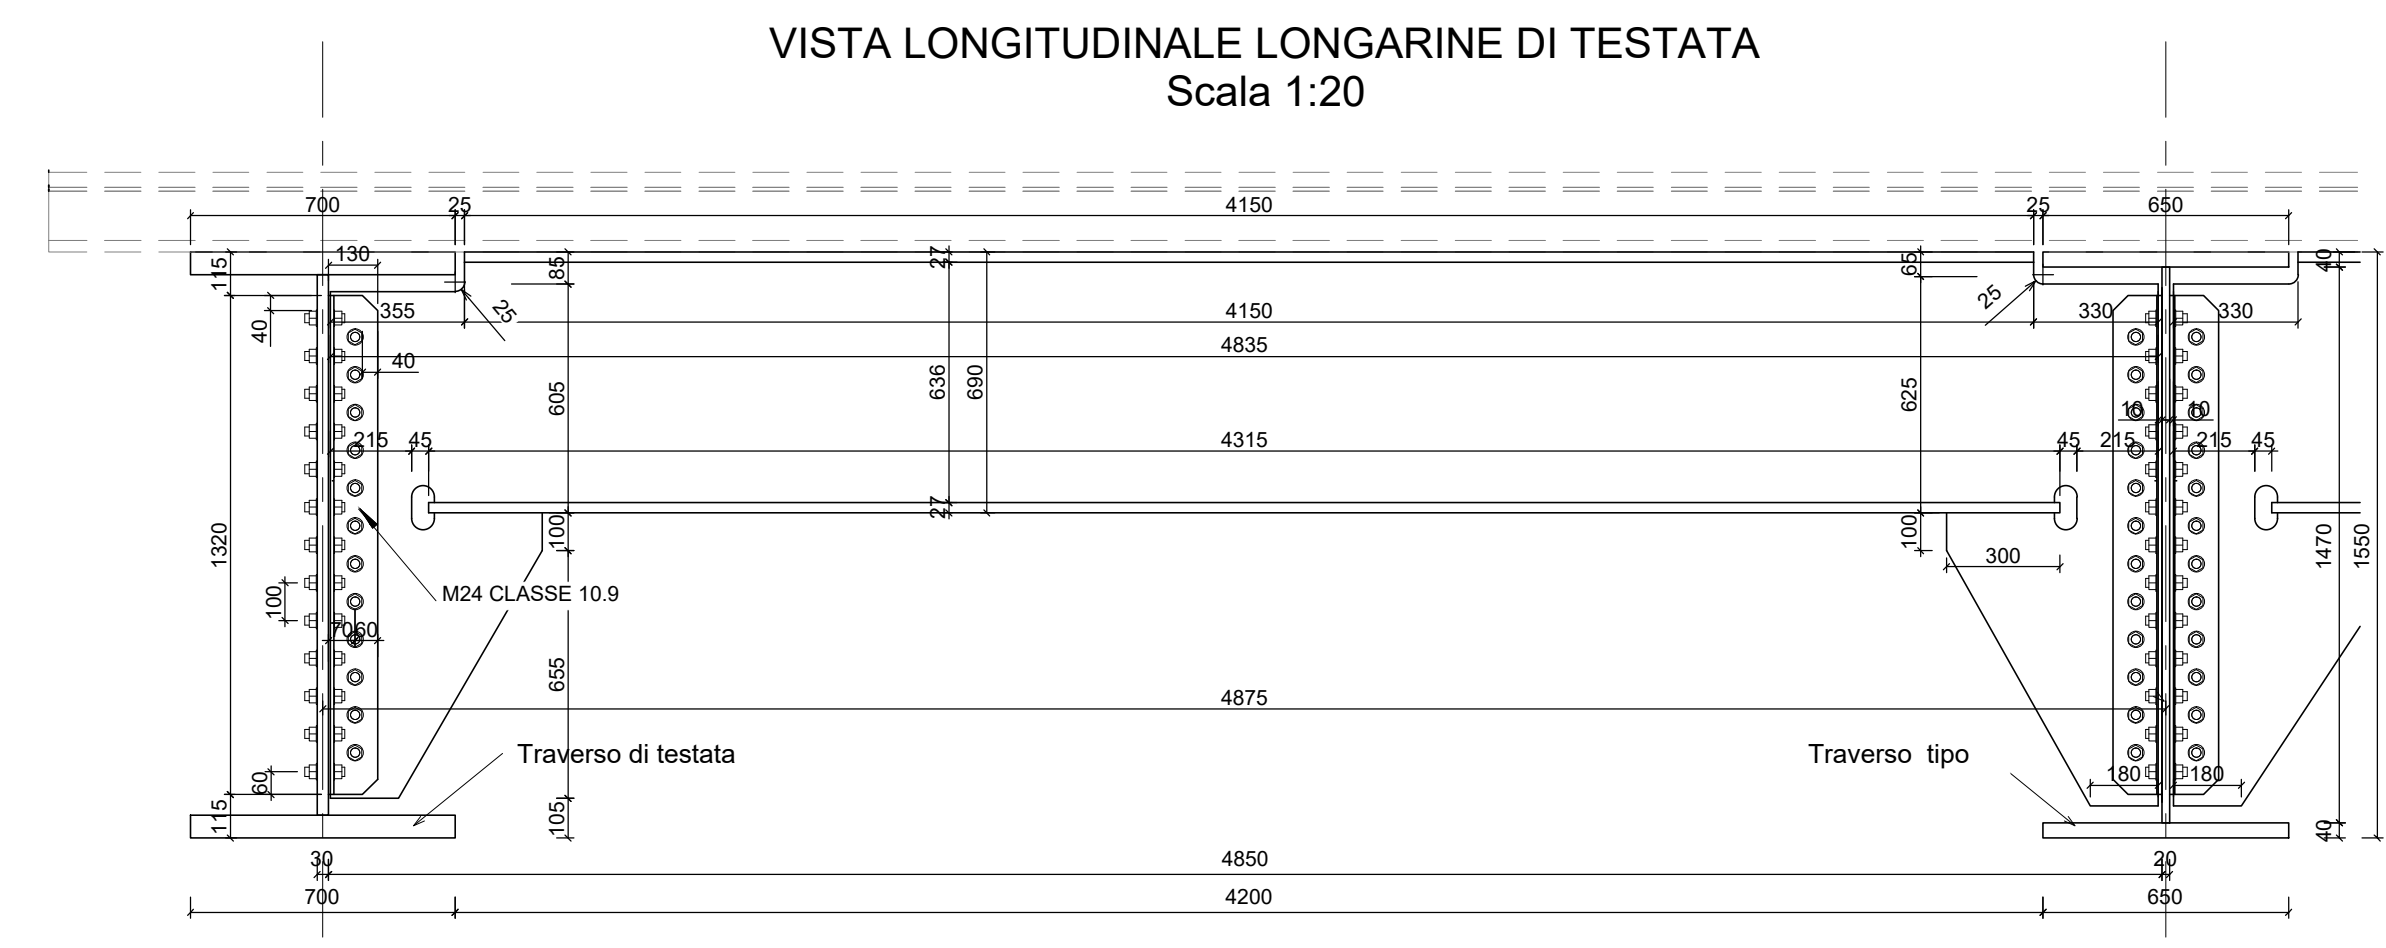 VISTA LONGITUDINALE LONGARINE DI TESTATA
Scala 1:20
700 25 4150 25 650
115 130 85 27 65 40
40 355 25 4150 25 330 330
40 4835
605 636 690 625
215 45 4315 45 215 10 10 215 45
1320 100 27 100 1470 1550
300
100 M24 CLASSE 10.9
70 60
655
4875
Traverso di testata Traverso tipo
60 180 180
115 105 40
30 4850 20
700 4200 650